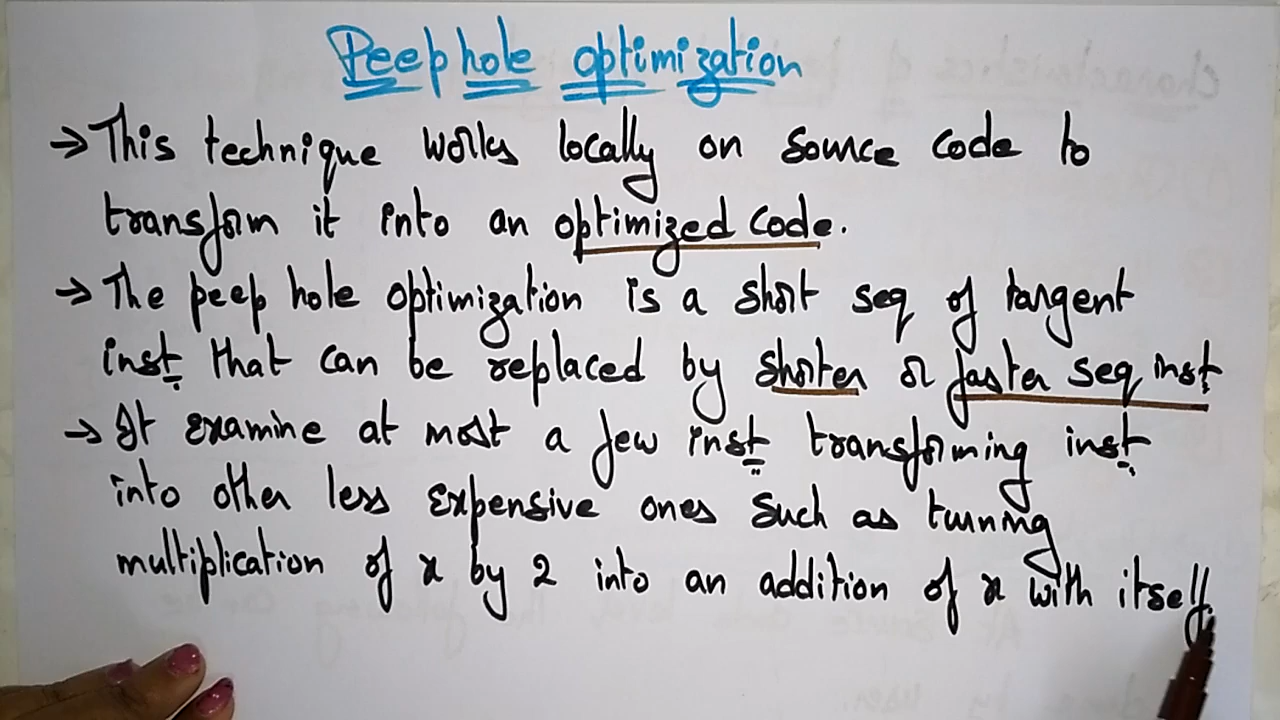 Peep hole optimization
→ This technique works locally on source code to
transform it into an optimized code.
→ The peep hole optimization is a short seq of tangent
inst that can be replaced by shorter or faster seq inst
→ It examine at most a few inst transforming inst
into other less expensive ones such as turning
multiplication of x by 2 into an addition of x with itself.